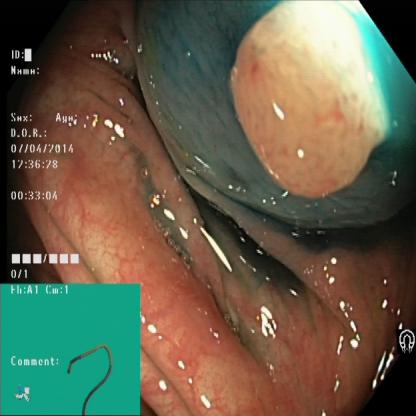 ID:
Name:
Sex: Age:
D.O.B.:
07/04/2014
12:36:28
00:33:04
0/1
Eh:A1 Cm:1
Comment: